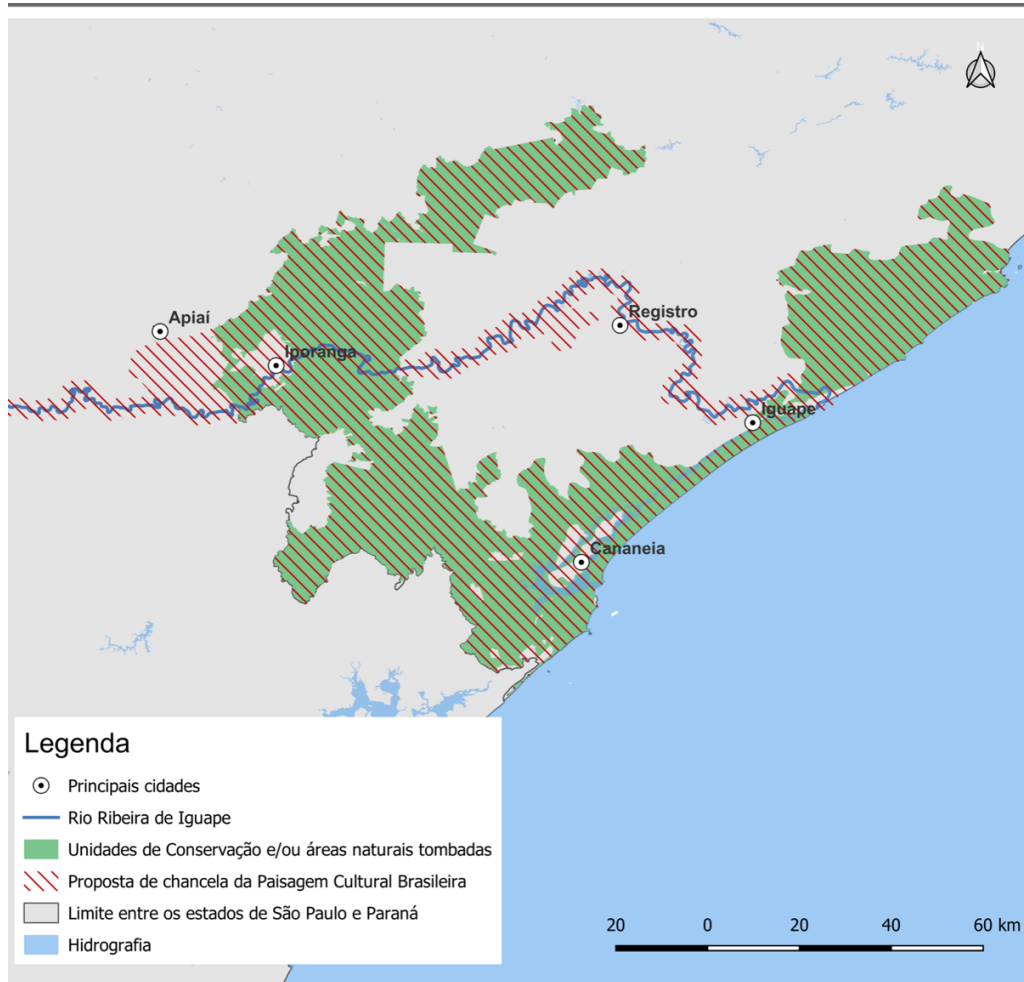 N
Apiaí
Registro
Iporanga
Iguape
Cananeia
Legenda
Principais cidades
Rio Ribeira de Iguape
Unidades de Conservação e/ou áreas naturais tombadas
Proposta de chancela da Paisagem Cultural Brasileira
Limite entre os estados de São Paulo e Paraná
Hidrografia
20 0 20 40 60 km